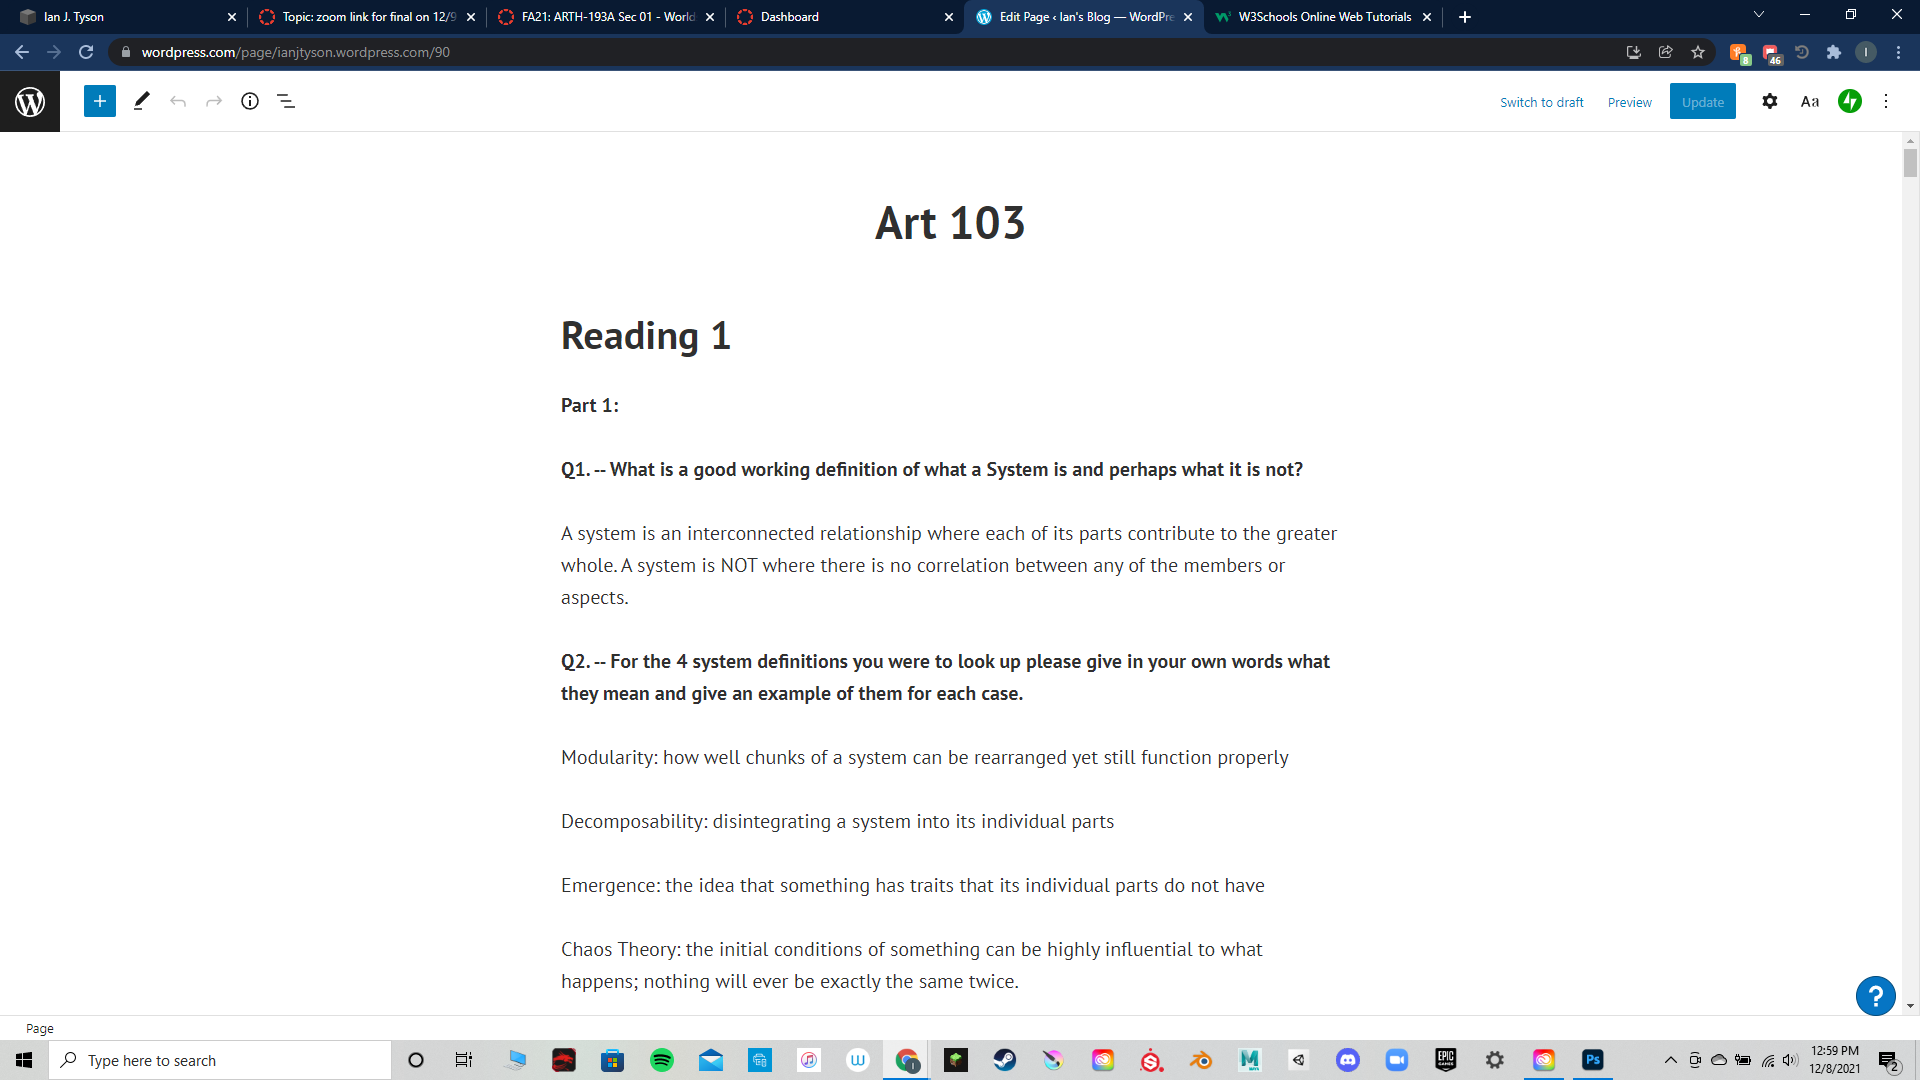 Ian J. Tyson
Topic: zoom link for final on 12/9
FA21: ARTH-193A Sec 01 - World
Dashboard
Edit Page ‹ Ian's Blog — WordPre
W3Schools Online Web Tutorials
wordpress.com/page/ianjtyson.wordpress.com/90
8
46
I
Switch to draft
Preview
Update
Aa
Art 103
Reading 1
Part 1:
Q1. -- What is a good working definition of what a System is and perhaps what it is not?
A system is an interconnected relationship where each of its parts contribute to the greater
whole. A system is NOT where there is no correlation between any of the members or
aspects.
Q2. -- For the 4 system definitions you were to look up please give in your own words what
they mean and give an example of them for each case.
Modularity: how well chunks of a system can be rearranged yet still function properly
Decomposability: disintegrating a system into its individual parts
Emergence: the idea that something has traits that its individual parts do not have
Chaos Theory: the initial conditions of something can be highly influential to what
happens; nothing will ever be exactly the same twice.
?
Page
Type here to search
W
I
M
EPIC
GAMES
Ps
12:59 PM
12/8/2021
2